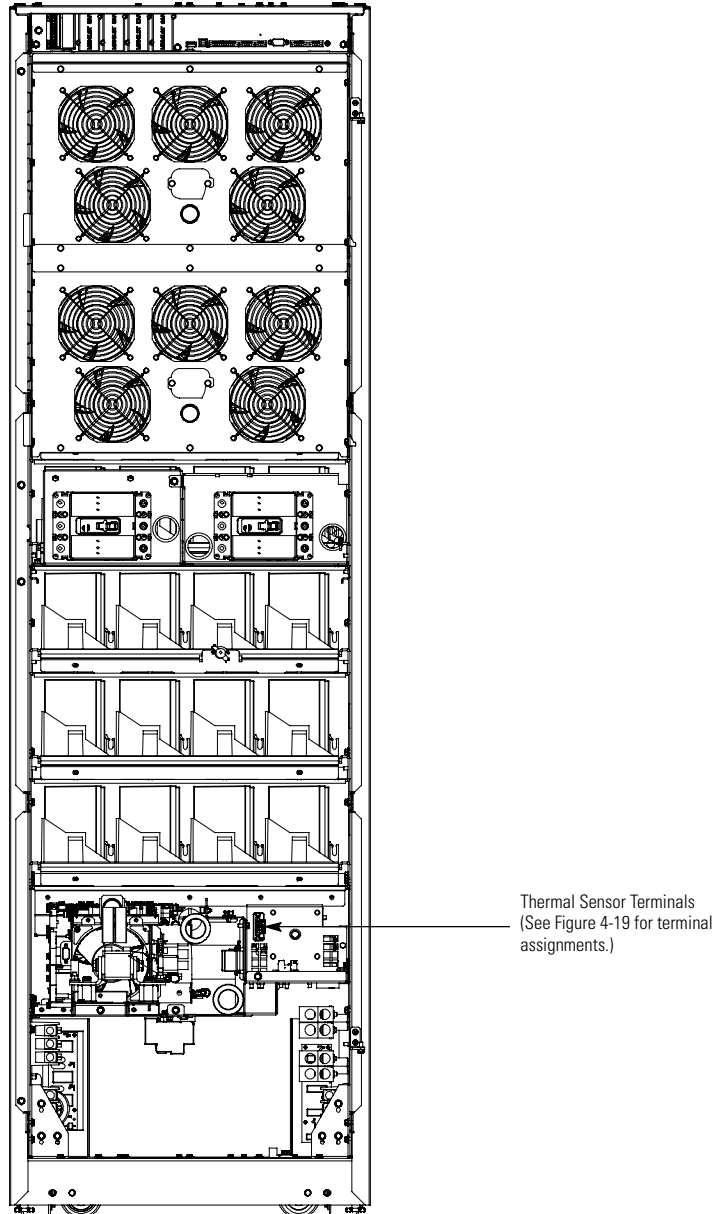 Thermal Sensor Terminals
(See Figure 4-19 for terminal
assignments.)